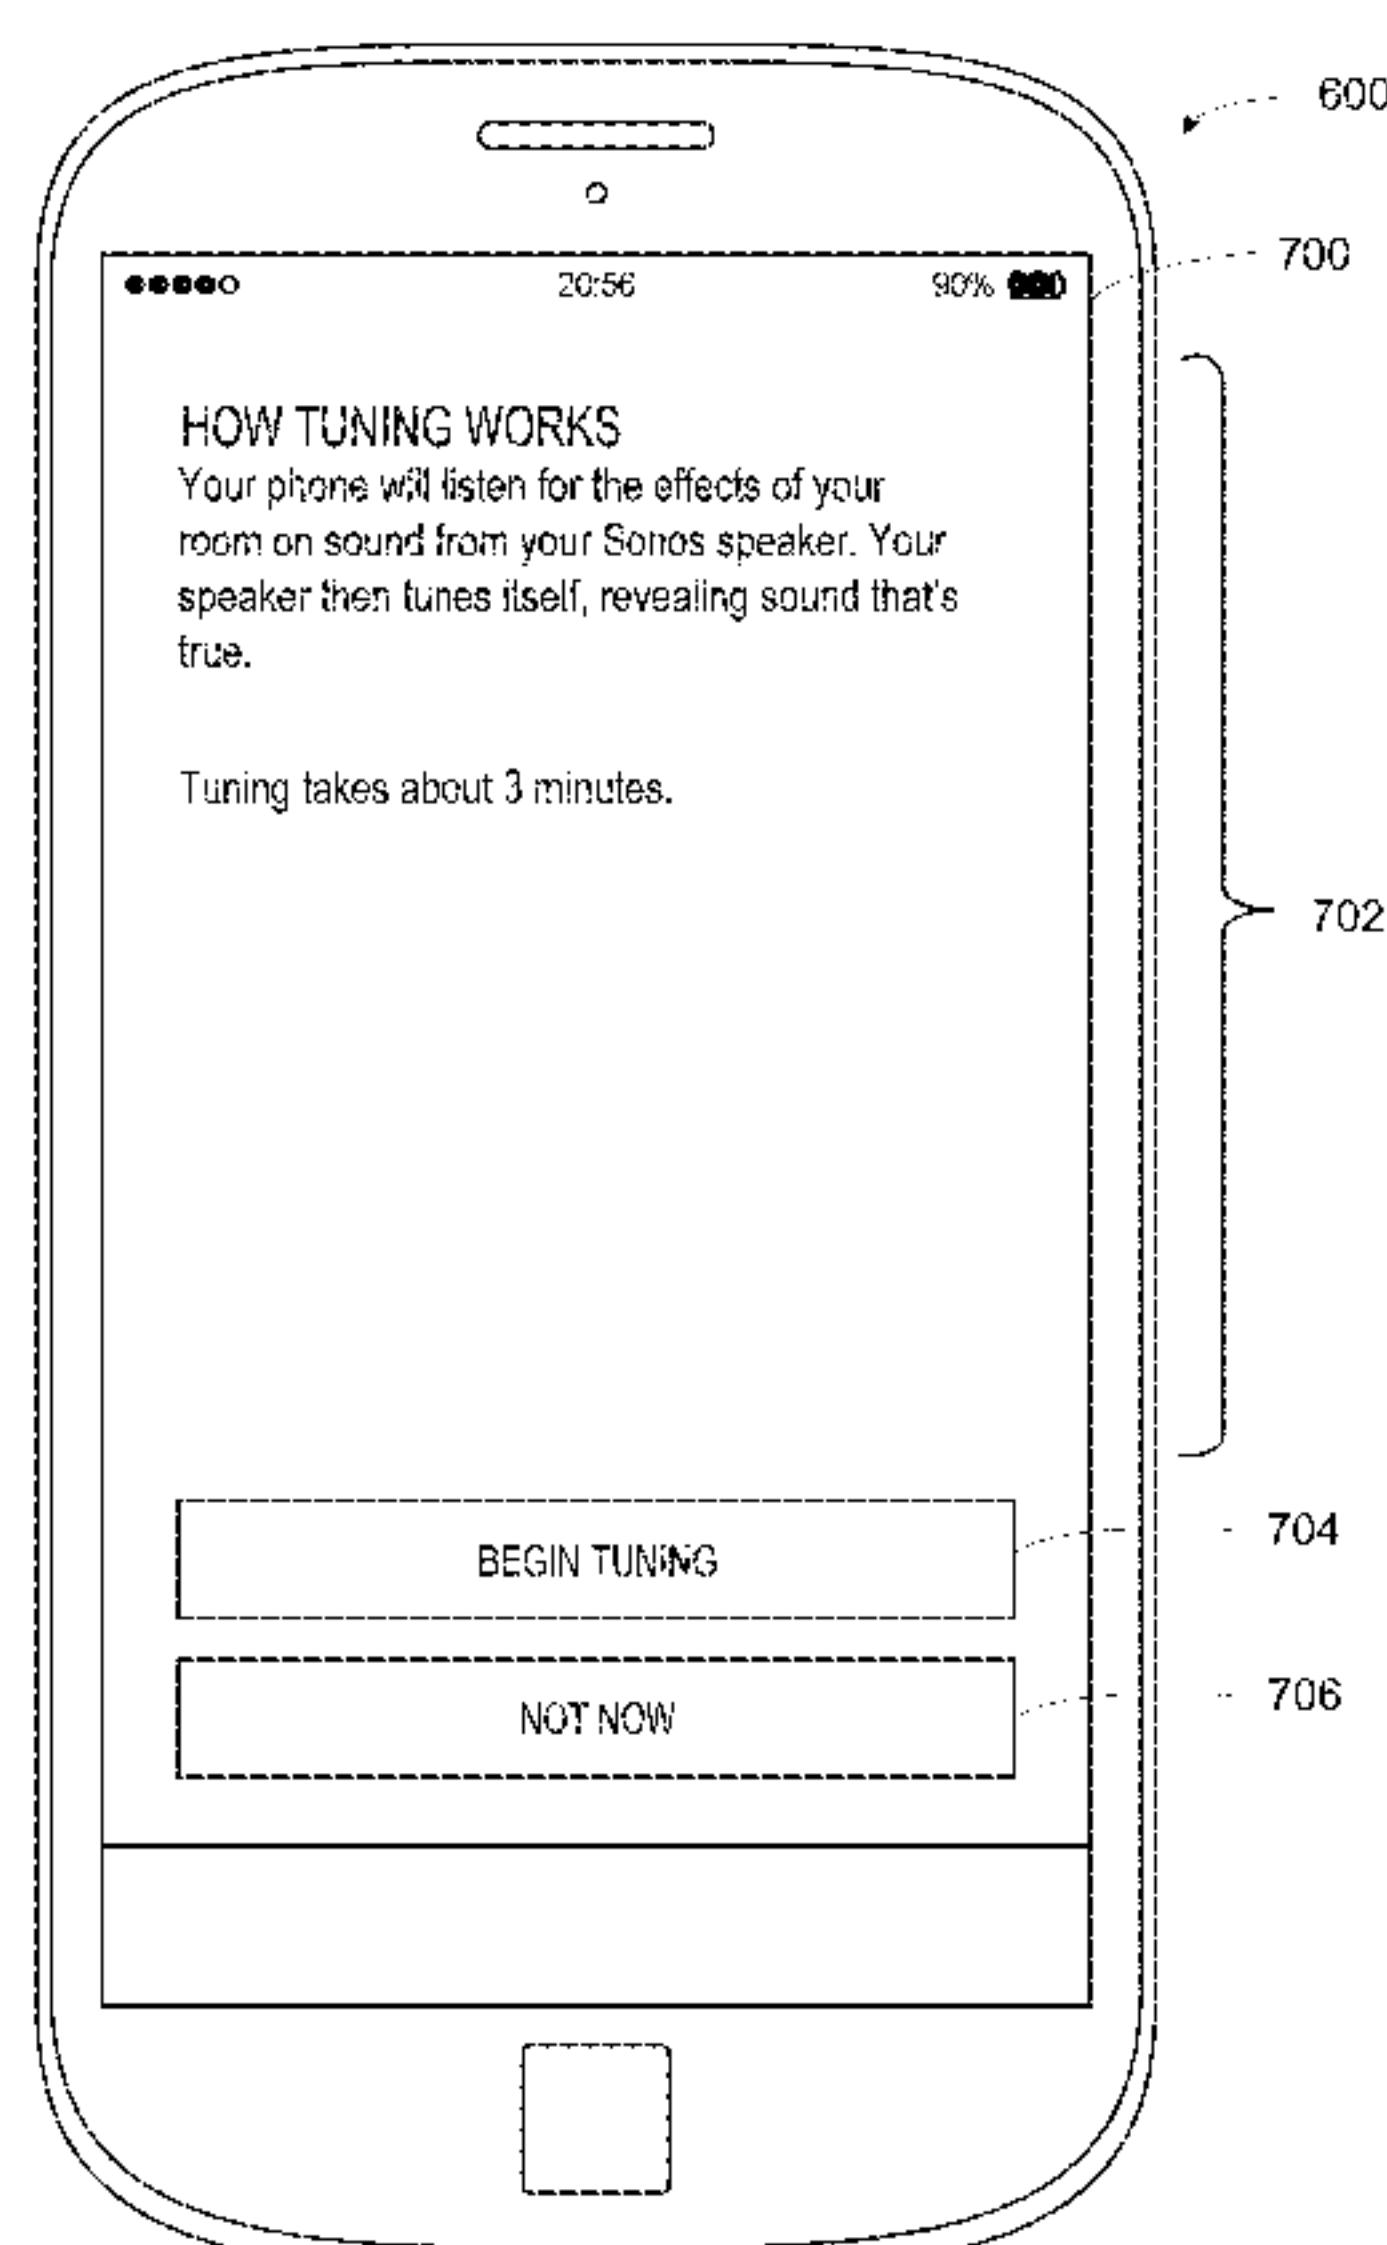 600
700
20:56
90%
HOW TUNING WORKS
Your phone will listen for the effects of your
room on sound from your Sonos speaker. Your
speaker then tunes itself, revealing sound that's
true.
Tuning takes about 3 minutes.
702
BEGIN TUNING
704
NOT NOW
706